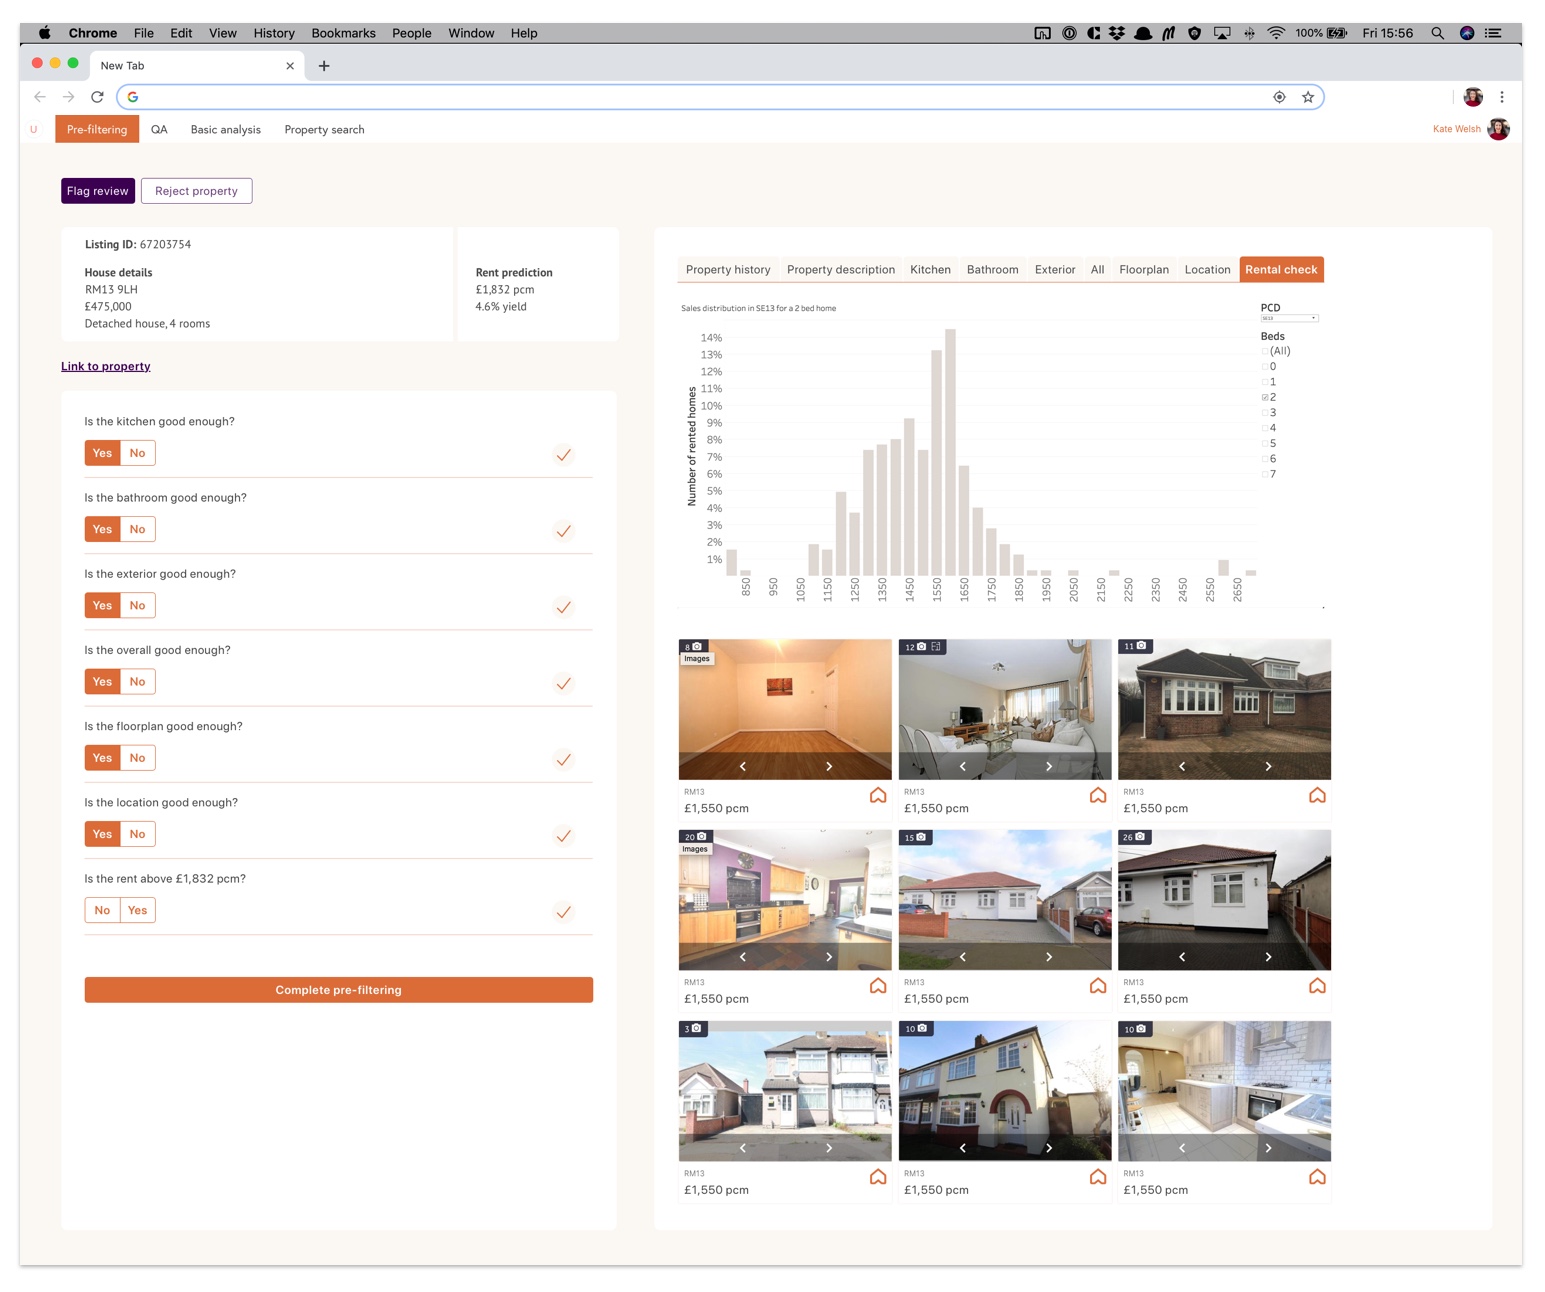 Chrome File Edit View History Bookmarks People Window Help 100% Fri 15:56
New Tab
U Pre-filtering QA Basic analysis Property search Kate Welsh
Flag review Reject property
Listing ID: 67203754
House details
RM13 9LH
£475,000
Detached house, 4 rooms
Rent prediction
£1,832 pcm
4.6% yield
Link to property
Is the kitchen good enough?
Yes No
Is the bathroom good enough?
Yes No
Is the exterior good enough?
Yes No
Is the overall good enough?
Yes No
Is the floorplan good enough?
Yes No
Is the location good enough?
Yes No
Is the rent above £1,832 pcm?
No Yes
Complete pre-filtering
Property history Property description Kitchen Bathroom Exterior All Floorplan Location Rental check
Sales distribution in SE13 for a 2 bed home
Number of rented homes
14%
13%
12%
11%
10%
9%
8%
7%
6%
5%
4%
3%
2%
1%
850 950 1050 1150 1250 1350 1450 1550 1650 1750 1850 1950 2050 2150 2250 2350 2450 2550 2650
PCD
SE13
Beds
(All)
0
1
2
3
4
5
6
7
8 12 11
Images
RM13 RM13 RM13
£1,550 pcm £1,550 pcm £1,550 pcm
20 15 26
Images
RM13 RM13 RM13
£1,550 pcm £1,550 pcm £1,550 pcm
3 10 10
RM13 RM13 RM13
£1,550 pcm £1,550 pcm £1,550 pcm